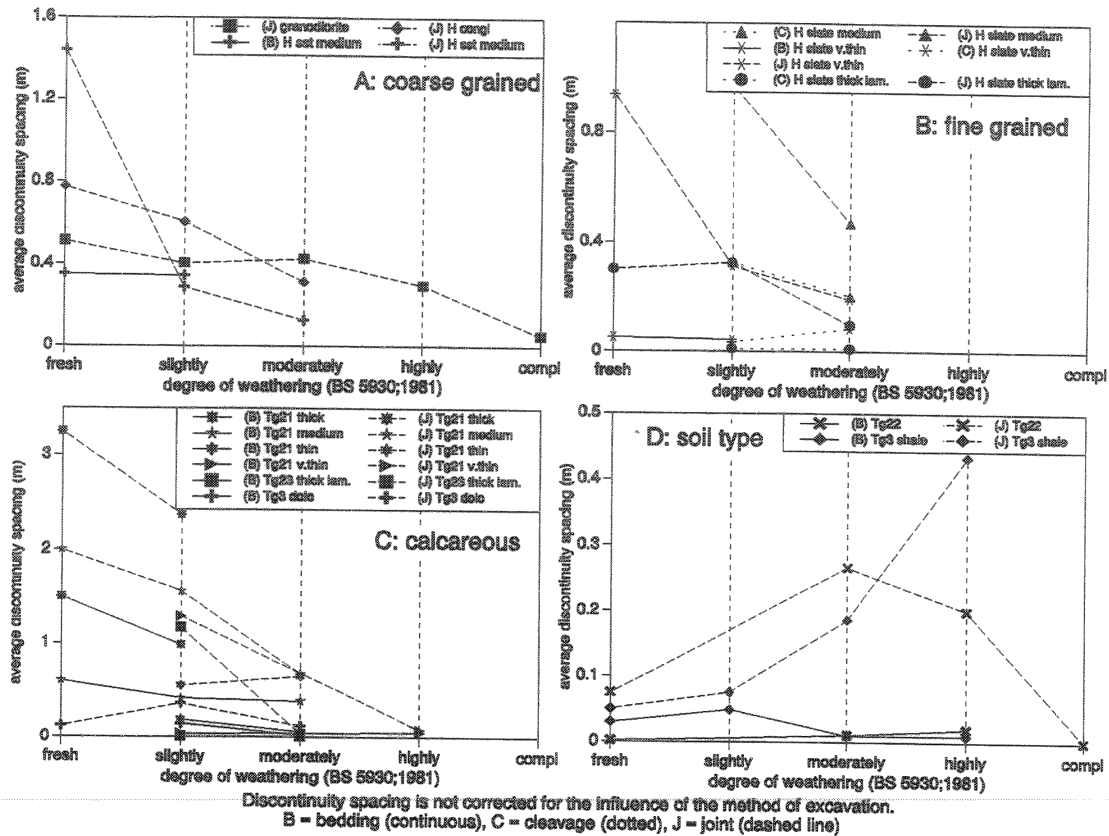 (J) granodiorite
(J) H congl
(B) H sst medium
(J) H sst medium
A: coarse grained
average discontinuity spacing (m)
1.6
1.2
0.8
0.4
0
fresh slightly moderately highly compl
degree of weathering (BS 5930;1981)
(C) H slate medium
(J) H slate medium
(B) H slate v.thin
(C) H slate v.thin
(J) H slate v.thin
(C) H slate thick lam.
(J) H slate thick lam.
B: fine grained
average discontinuity spacing (m)
0.8
0.4
0
fresh slightly moderately highly compl
degree of weathering (BS 5930;1981)
(B) Tg21 thick
(J) Tg21 thick
(B) Tg21 medium
(J) Tg21 medium
(B) Tg21 thin
(J) Tg21 thin
(B) Tg21 v.thin
(J) Tg21 v.thin
(B) Tg23 thick lam.
(J) Tg23 thick lam.
(B) Tg3 dolo
(J) Tg3 dolo
C: calcareous
average discontinuity spacing (m)
3
2
1
0
fresh slightly moderately highly compl
degree of weathering (BS 5930;1981)
(B) Tg22
(J) Tg22
(B) Tg3 shale
(J) Tg3 shale
D: soil type
average discontinuity spacing (m)
0.5
0.4
0.3
0.2
0.1
0
fresh slightly moderately highly compl
degree of weathering (BS 5930;1981)
Discontinuity spacing is not corrected for the influence of the method of excavation.
B = bedding (continuous), C = cleavage (dotted), J = joint (dashed line)